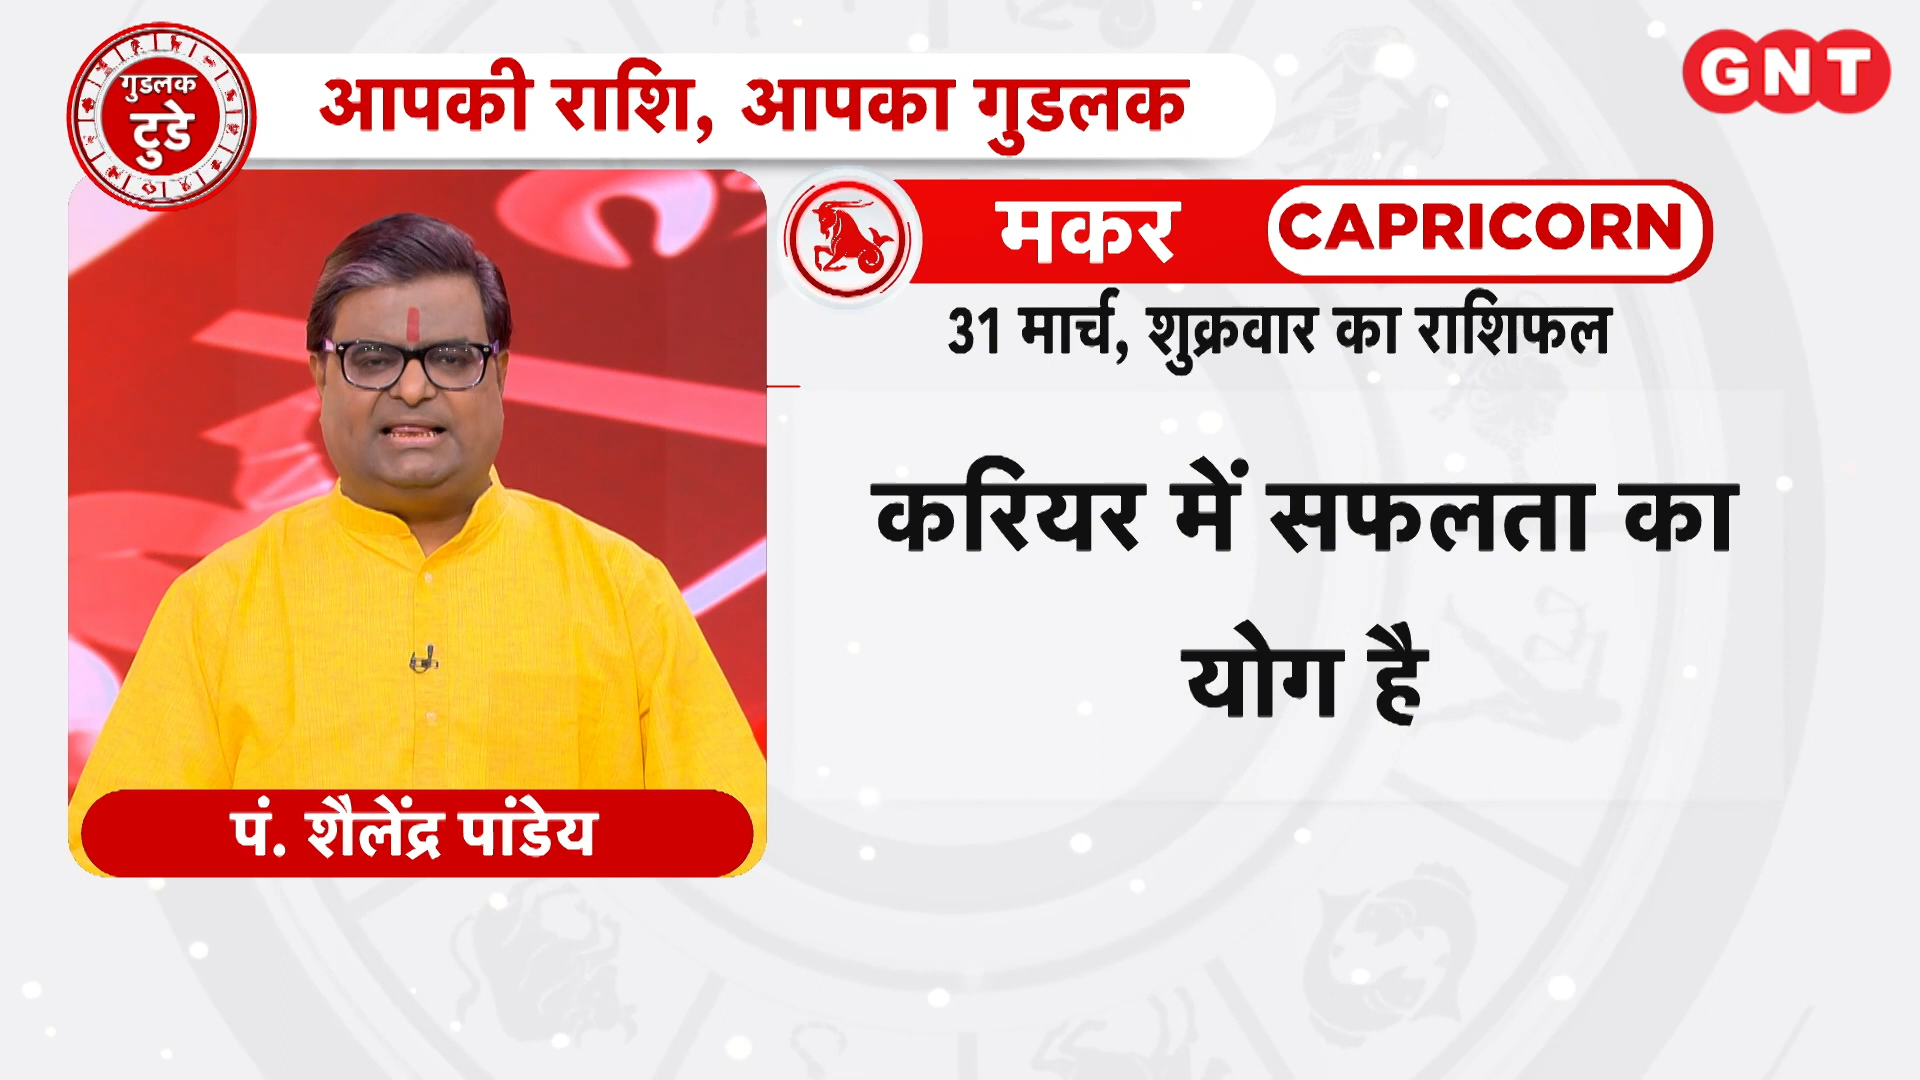 गुडलक
टुडे
आपकी राशि, आपका गुडलक
GNT
मकर
CAPRICORN
31 मार्च, शुक्रवार का राशिफल
करियर में सफलता का
योग है
पं. शैलेंद्र पांडेय